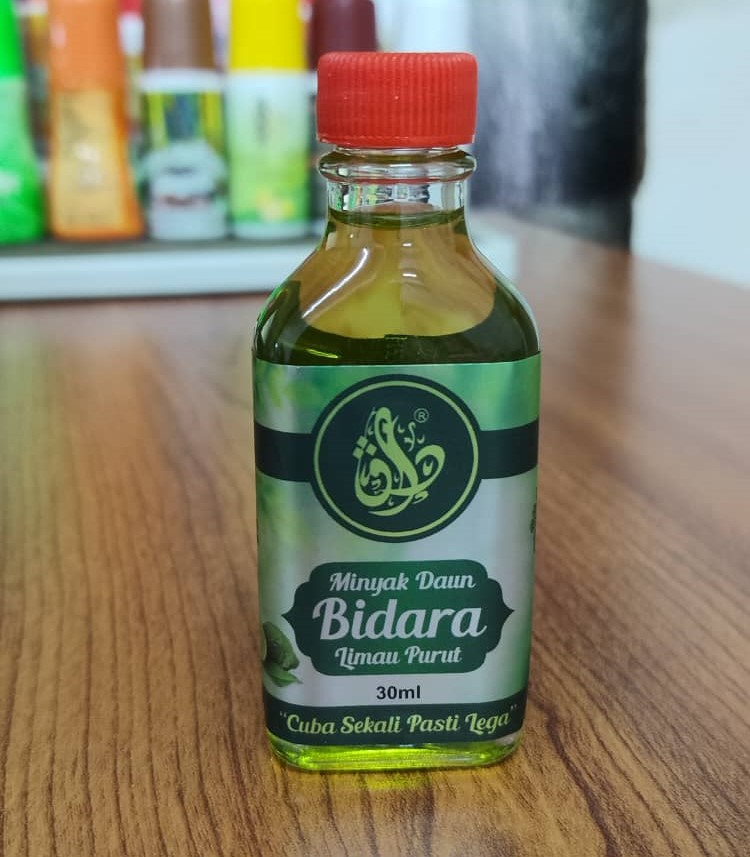 ®
Minyak Daun
Bidara
Limau Purut
30ml
"Cuba Sekali Pasti Lega"